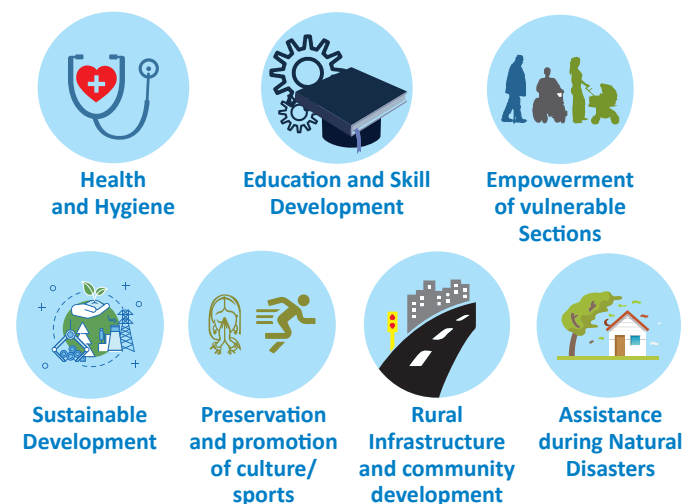 Health
and Hygiene
Education and Skill
Development
Empowerment
of vulnerable
Sections
Sustainable
Development
Preservation
and promotion
of culture/
sports
Rural
Infrastructure
and community
development
Assistance
during Natural
Disasters